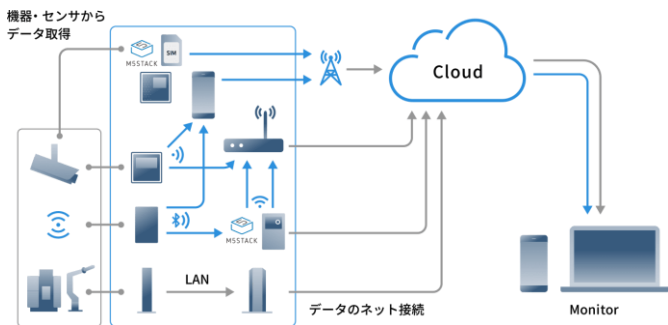 機器・センサから
データ取得
M5STACK
SIM
Cloud
M5STACK
LAN
データのネット接続
Monitor